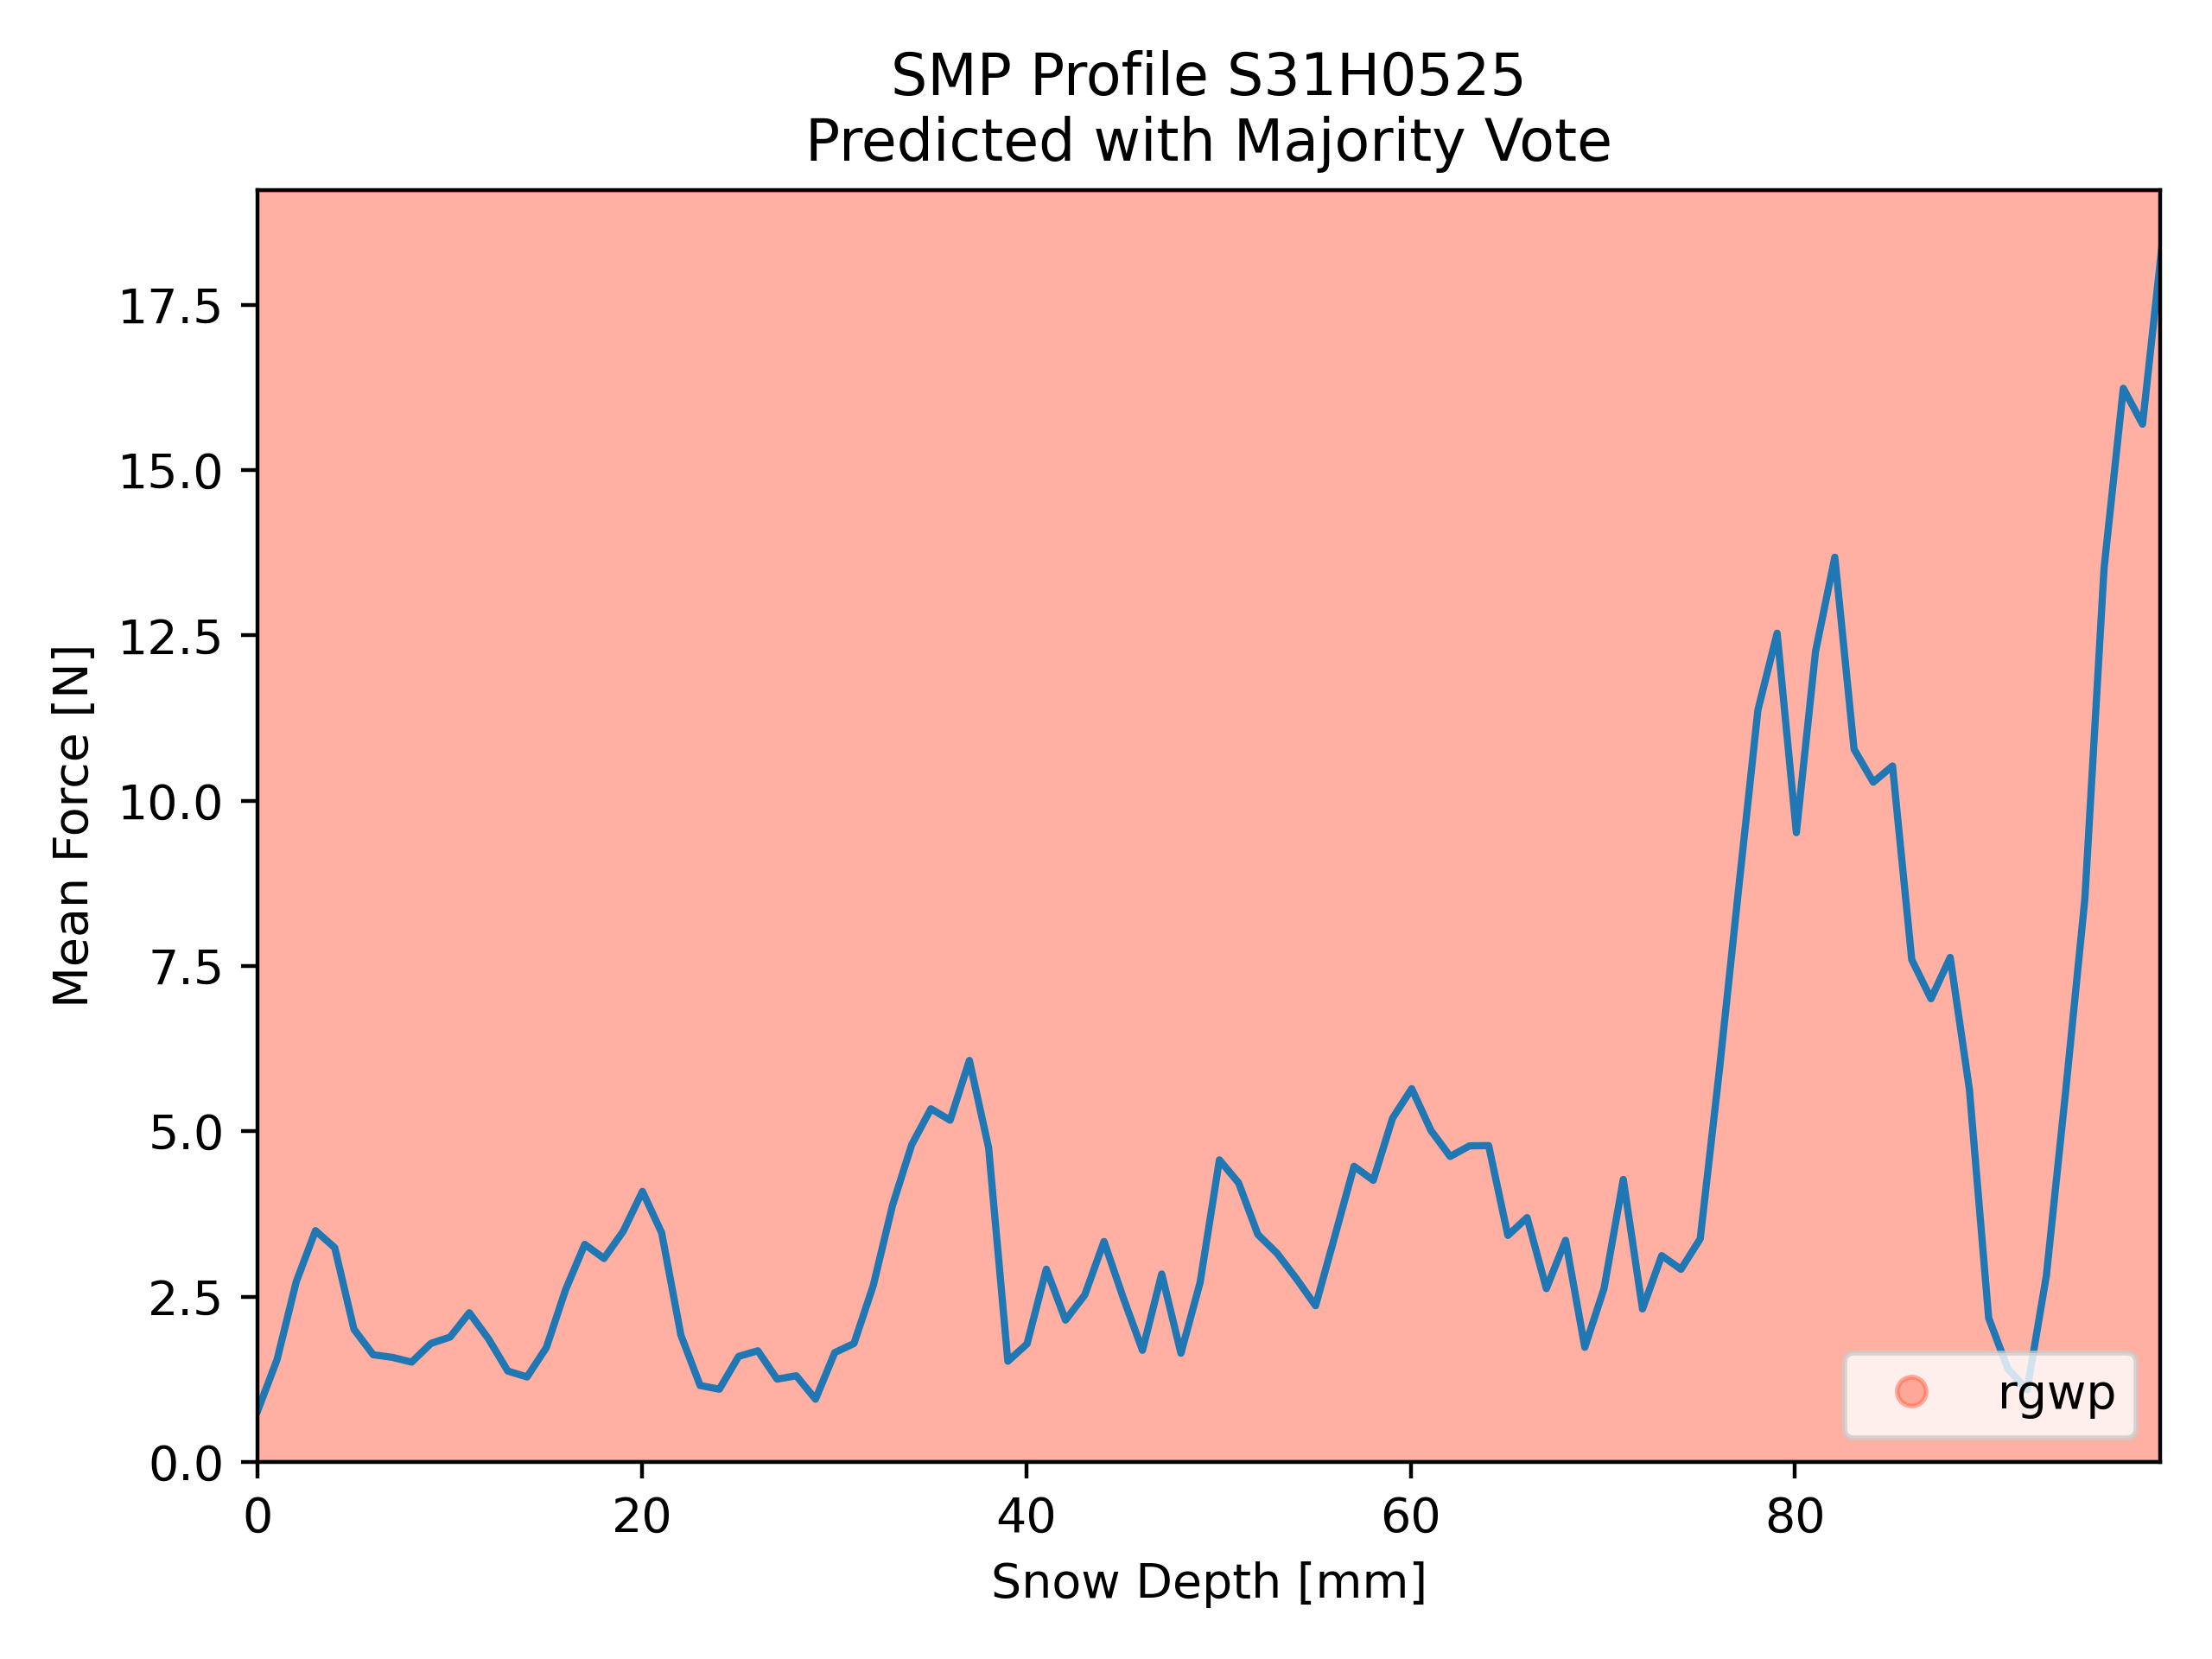 SMP Profile S31H0525
Predicted with Majority Vote
17.5
15.0
12.5
10.0
7.5
5.0
2.5
0.0
Mean Force [N]
rgwp
0 20 40 60 80
Snow Depth [mm]